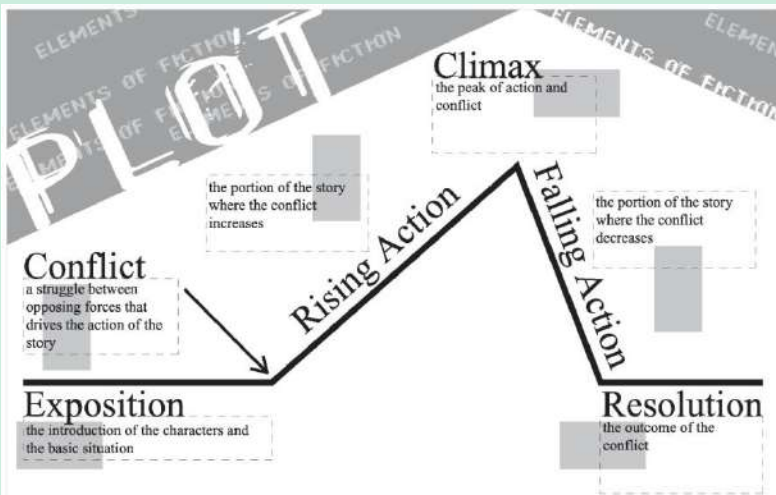 ELEMENTS OF FICTION
ELEMENTS OF FICTION
ELEMENTS OF FICTION
PLOT
ELEMENTS
ELEMENTS OF FICTION
Climax
the peak of action and
conflict
the portion of the story
where the conflict
increases
Rising Action
Falling Action
the portion of the story
where the conflict
decreases
Conflict
a struggle between
opposing forces that
drives the action of the
story
Exposition
the introduction of the characters and
the basic situation
Resolution
the outcome of the
conflict